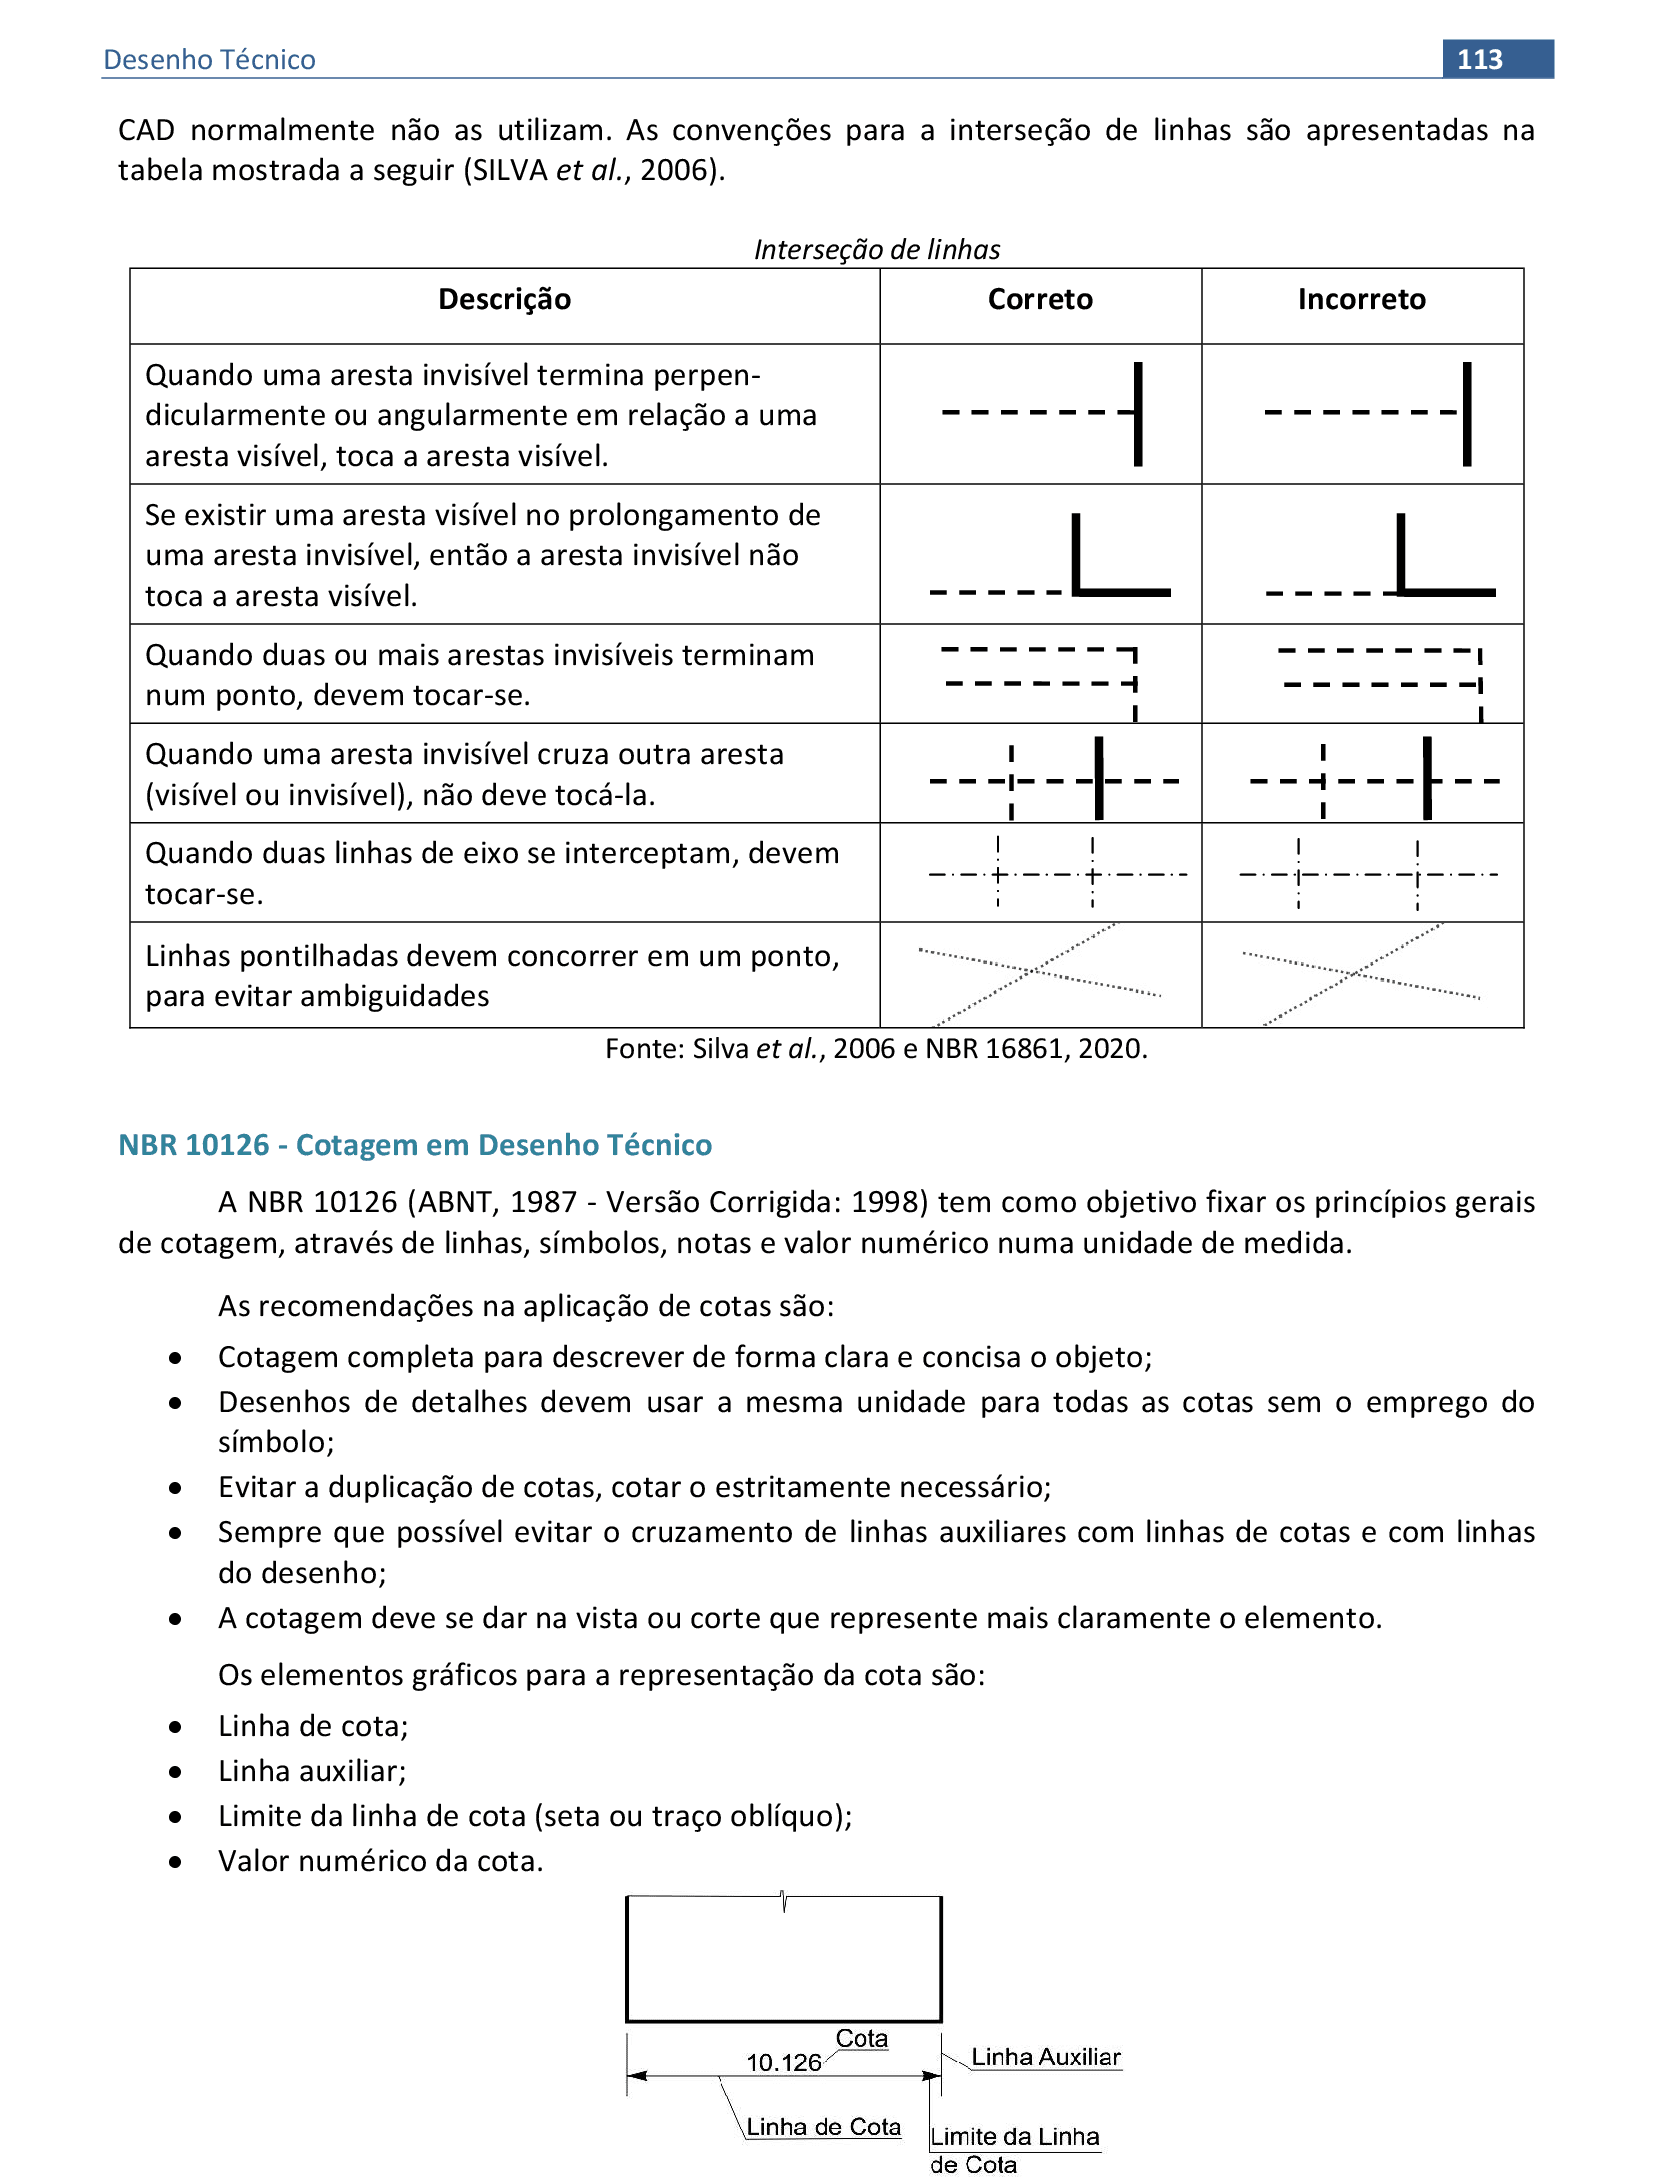 Desenho Técnico
113
CAD normalmente não as utilizam. As convenções para a interseção de linhas são apresentadas na
tabela mostrada a seguir (SILVA et al., 2006).
Interseção de linhas
Descrição
Correto
Incorreto
Quando uma aresta invisível termina perpen-
dicularmente ou angularmente em relação a uma
aresta visível, toca a aresta visível.
Se existir uma aresta visível no prolongamento de
uma aresta invisível, então a aresta invisível não
toca a aresta visível.
Quando duas ou mais arestas invisíveis terminam
num ponto, devem tocar-se.
Quando uma aresta invisível cruza outra aresta
(visível ou invisível), não deve tocá-la.
Quando duas linhas de eixo se interceptam, devem
tocar-se.
Linhas pontilhadas devem concorrer em um ponto,
para evitar ambiguidades
Fonte: Silva et al., 2006 e NBR 16861, 2020.
NBR 10126 - Cotagem em Desenho Técnico
A NBR 10126 (ABNT, 1987 - Versão Corrigida: 1998) tem como objetivo fixar os princípios gerais
de cotagem, através de linhas, símbolos, notas e valor numérico numa unidade de medida.
As recomendações na aplicação de cotas são:
• Cotagem completa para descrever de forma clara e concisa o objeto;
• Desenhos de detalhes devem usar a mesma unidade para todas as cotas sem o emprego do
símbolo;
• Evitar a duplicação de cotas, cotar o estritamente necessário;
• Sempre que possível evitar o cruzamento de linhas auxiliares com linhas de cotas e com linhas
do desenho;
• A cotagem deve se dar na vista ou corte que represente mais claramente o elemento.
Os elementos gráficos para a representação da cota são:
• Linha de cota;
• Linha auxiliar;
• Limite da linha de cota (seta ou traço oblíquo);
• Valor numérico da cota.
Cota
10.126
Linha Auxiliar
Linha de Cota
Limite da Linha
de Cota